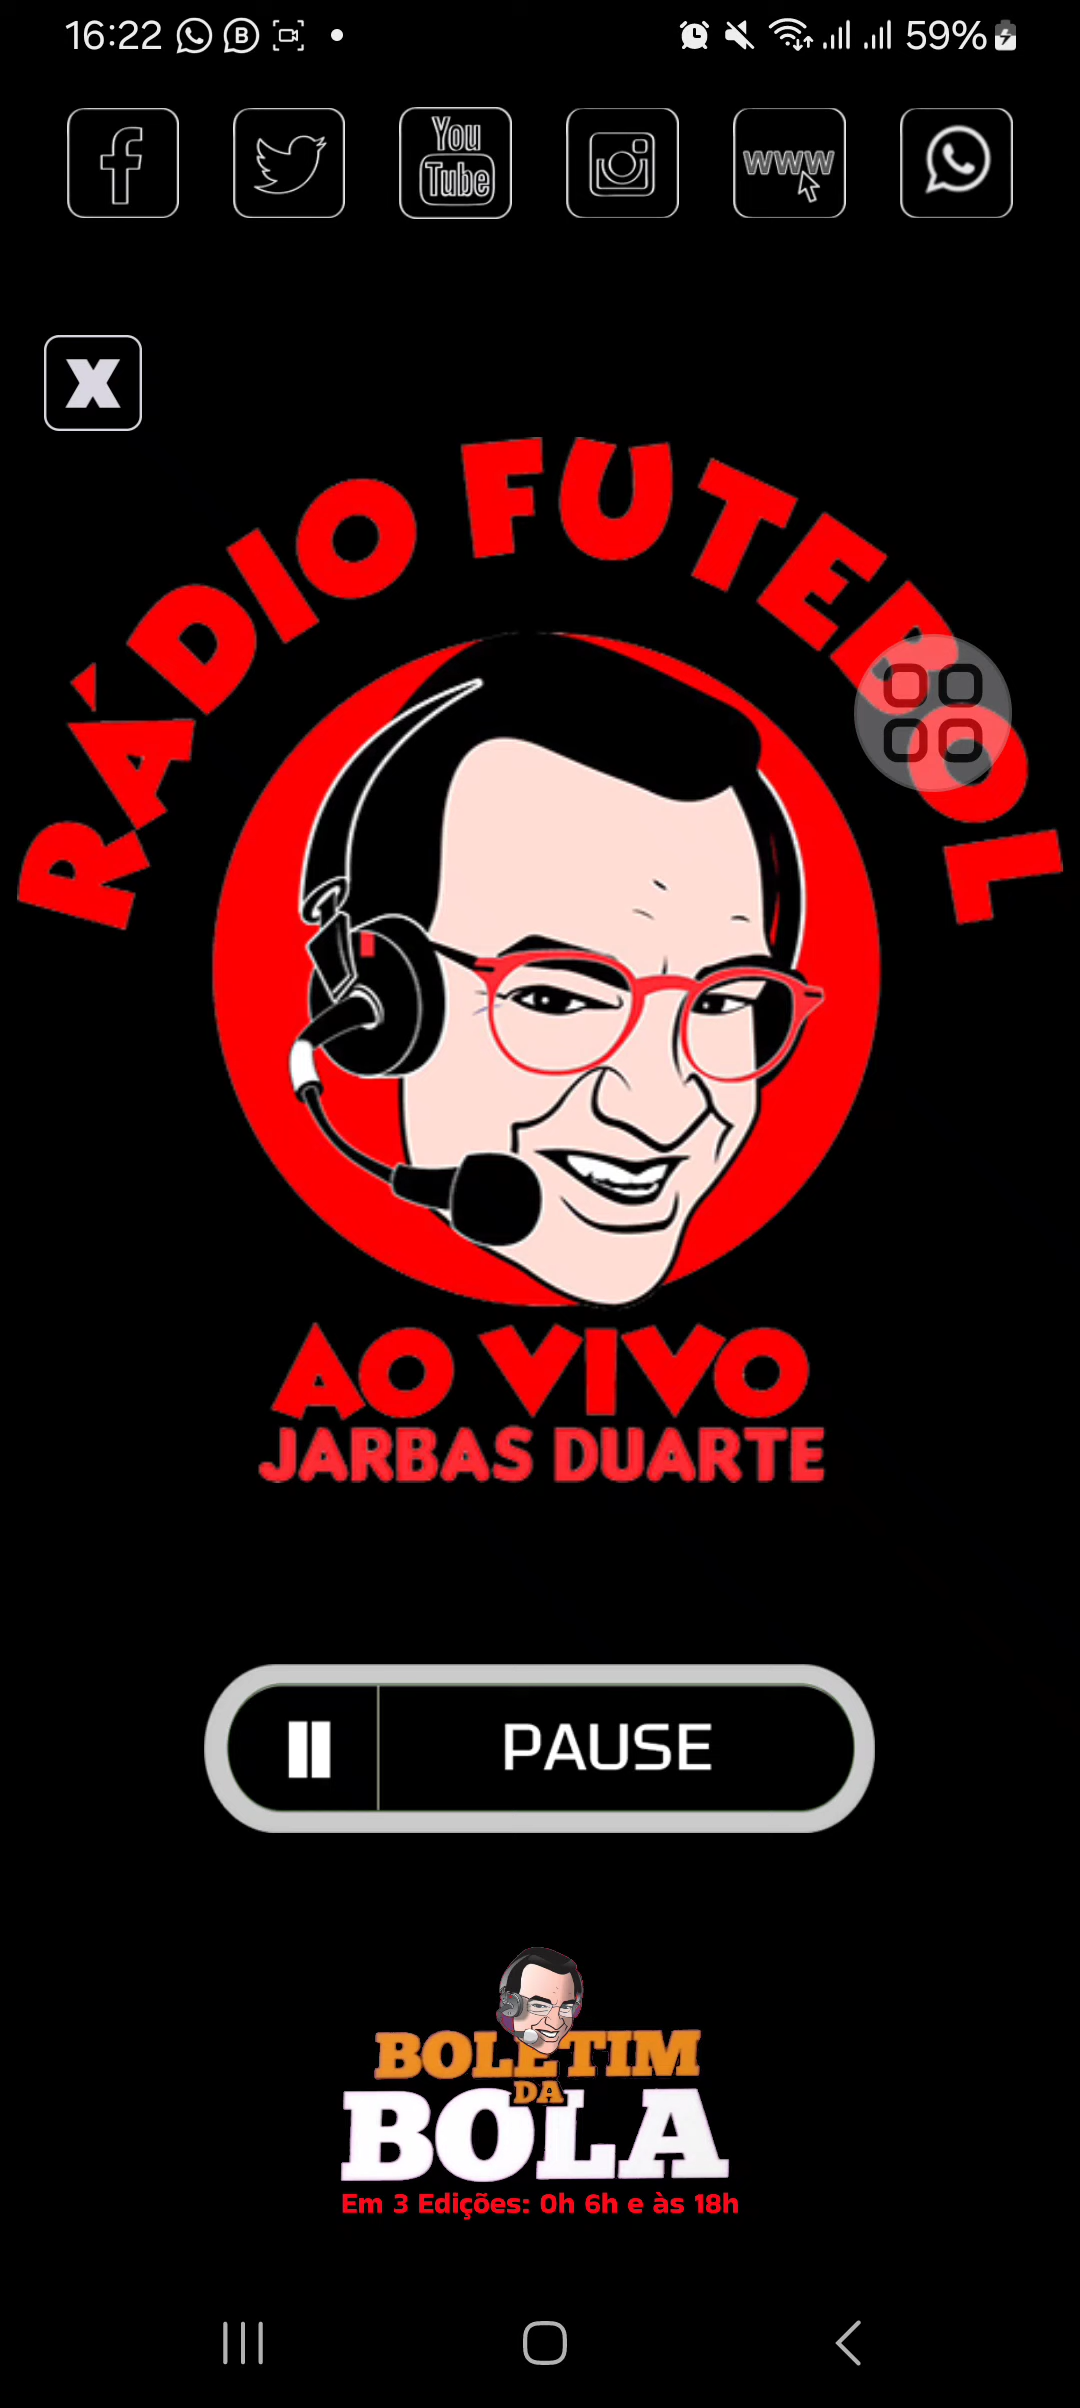 16:22
59%
You
Tube
WWW
X
RÁDIO FUTEBOL
AO VIVO
JARBAS DUARTE
PAUSE
BOLETIM
DA
BOLA
Em 3 Edições: 0h 6h e às 18h